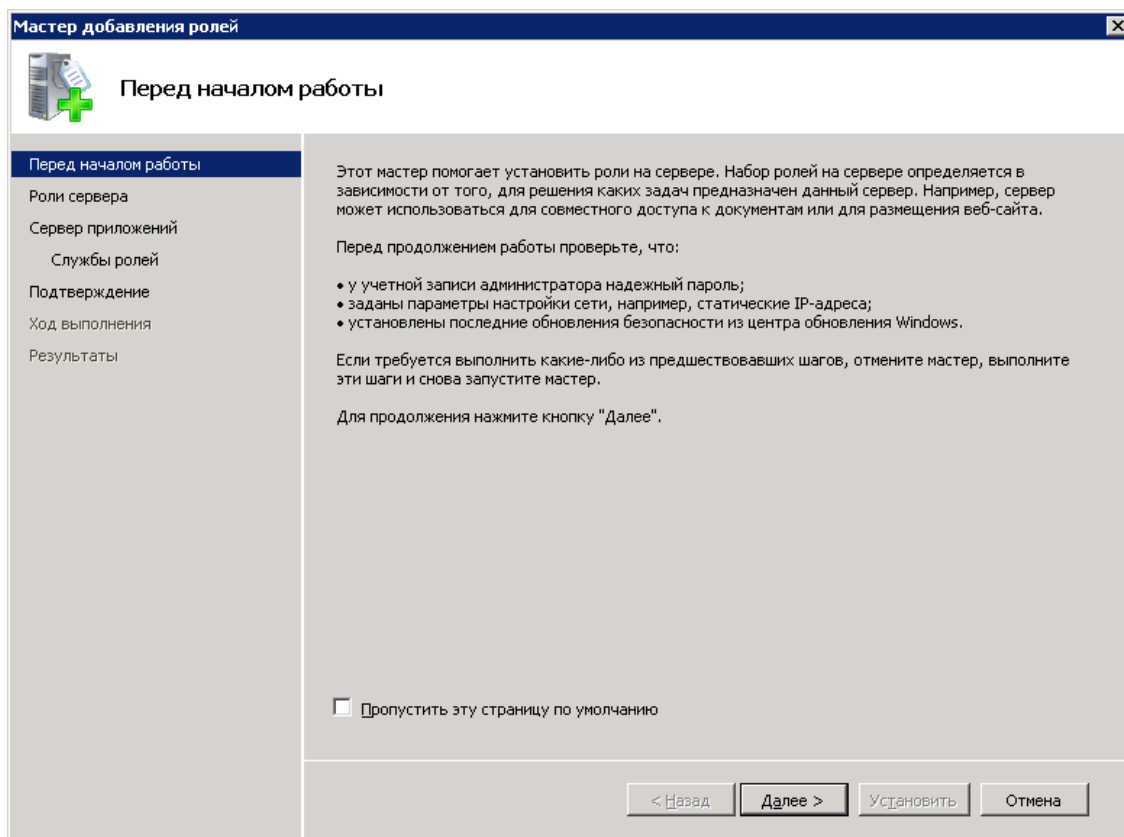 Мастер добавления ролей
Перед началом работы
Перед началом работы
Роли сервера
Сервер приложений
Службы ролей
Подтверждение
Ход выполнения
Результаты
Этот мастер помогает установить роли на сервере. Набор ролей на сервере определяется в
зависимости от того, для решения каких задач предназначен данный сервер. Например, сервер
может использоваться для совместного доступа к документам или для размещения веб-сайта.
Перед продолжением работы проверьте, что:
• у учетной записи администратора надежный пароль;
• заданы параметры настройки сети, например, статические IP-адреса;
• установлены последние обновления безопасности из центра обновления Windows.
Если требуется выполнить какие-либо из предшествовавших шагов, отмените мастер, выполните
эти шаги и снова запустите мастер.
Для продолжения нажмите кнопку "Далее".
Пропустить эту страницу по умолчанию
< Назад Далее > Установить Отмена